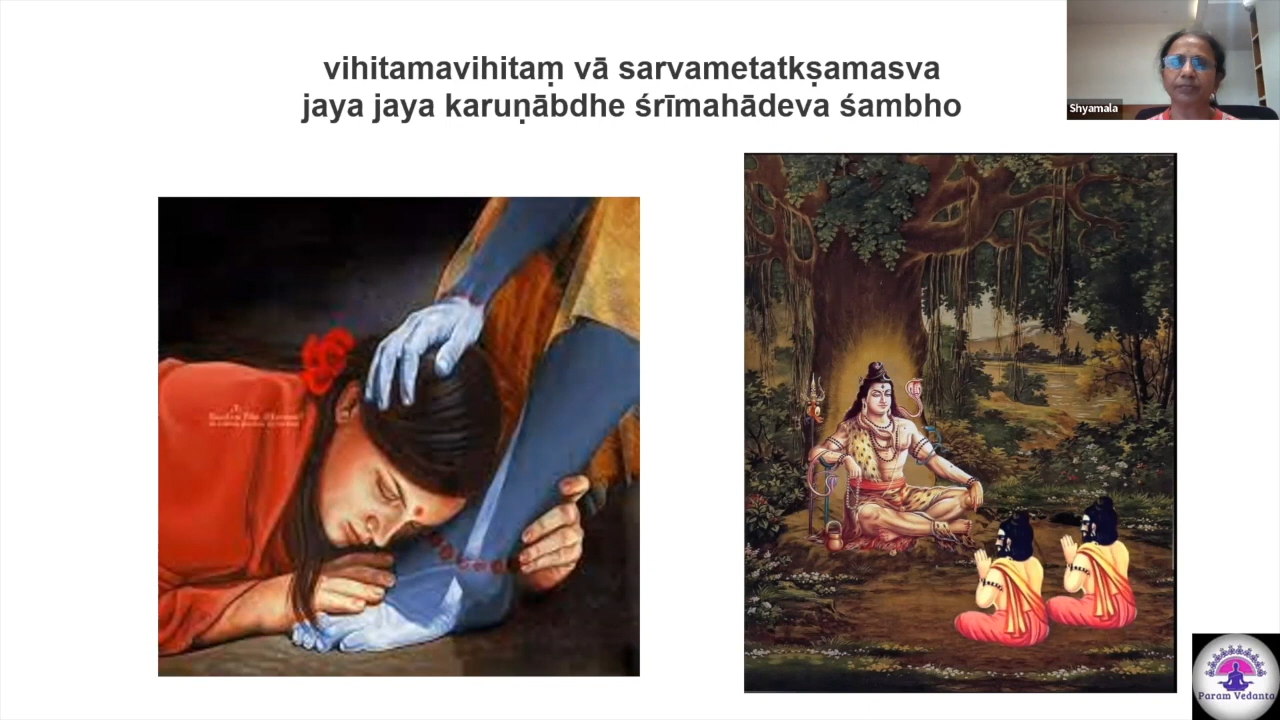 vihitamavihitaṃ vā sarvametatkṣamasva
jaya jaya karuṇābdhe śrīmahādeva śambho
Shyamala
Param Vedanta